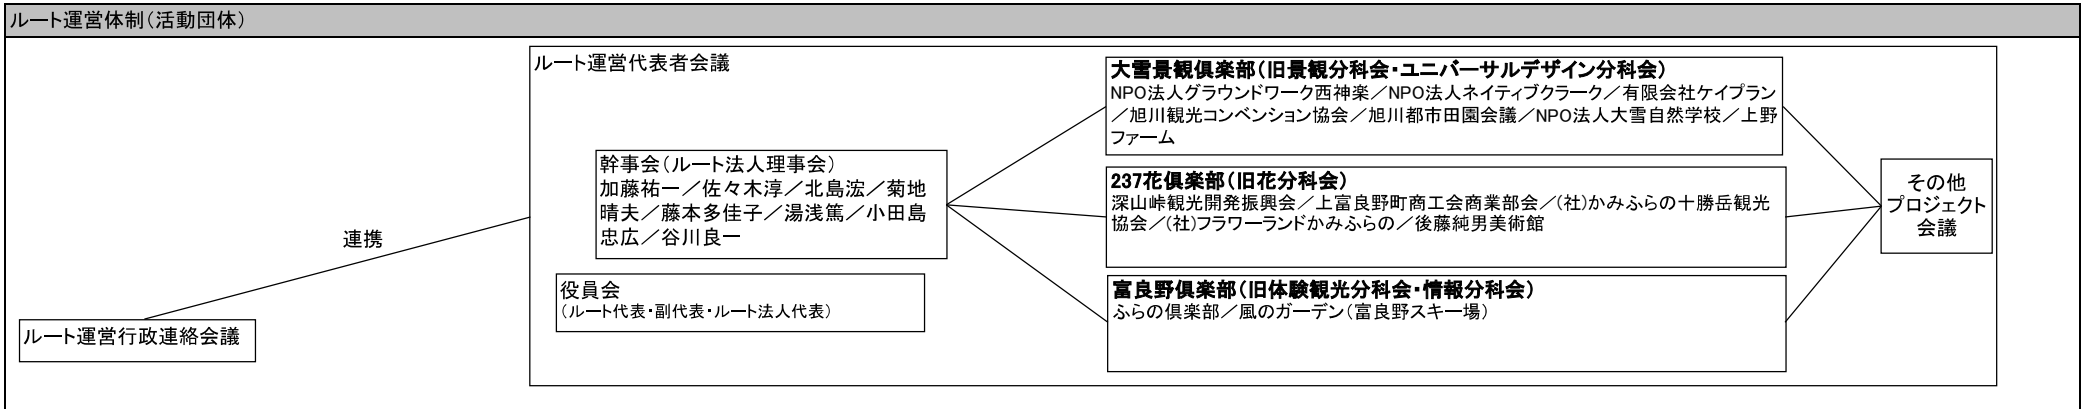 ルート運営体制（活動団体）
ルート運営代表者会議
大雪景観倶楽部（旧景観分科会・ユニバーサルデザイン分科会）
NPO法人グラウンドワーク西神楽／NPO法人ネイティブクラーク／有限会社ケイプラン
／旭川観光コンベンション協会／旭川都市田園会議／NPO法人大雪自然学校／上野
ファーム
幹事会（ルート法人理事会）
加藤祐一／佐々木淳／北島浤／菊地
晴夫／藤本多佳子／湯浅篤／小田島
忠広／谷川良一
237花倶楽部（旧花分科会）
深山峠観光開発振興会／上富良野町商工会商業部会／(社)かみふらの十勝岳観光
協会／(社)フラワーランドかみふらの／後藤純男美術館
その他
プロジェクト
会議
連携
役員会
（ルート代表・副代表・ルート法人代表）
富良野倶楽部（旧体験観光分科会・情報分科会）
ふらの倶楽部／風のガーデン（富良野スキー場）
ルート運営行政連絡会議